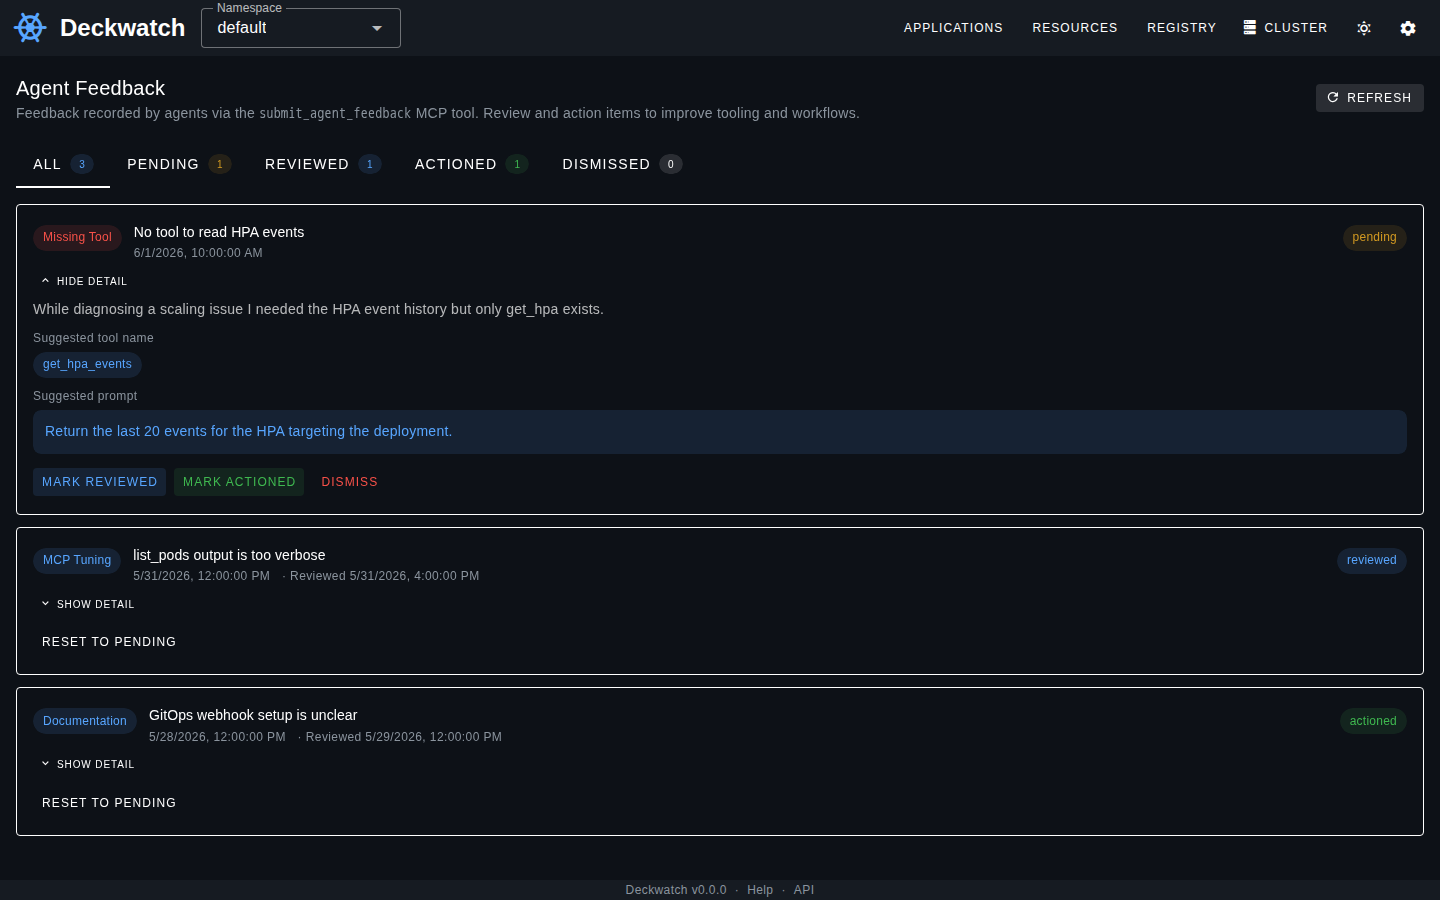 Deckwatch
Namespace
default
APPLICATIONS
RESOURCES
REGISTRY
CLUSTER
Agent Feedback
Feedback recorded by agents via the submit_agent_feedback MCP tool. Review and action items to improve tooling and workflows.
REFRESH
ALL 3
PENDING 1
REVIEWED 1
ACTIONED 1
DISMISSED 0
Missing Tool
No tool to read HPA events
6/1/2026, 10:00:00 AM
pending
HIDE DETAIL
While diagnosing a scaling issue I needed the HPA event history but only get_hpa exists.
Suggested tool name
get_hpa_events
Suggested prompt
Return the last 20 events for the HPA targeting the deployment.
MARK REVIEWED
MARK ACTIONED
DISMISS
MCP Tuning
list_pods output is too verbose
5/31/2026, 12:00:00 PM · Reviewed 5/31/2026, 4:00:00 PM
reviewed
SHOW DETAIL
RESET TO PENDING
Documentation
GitOps webhook setup is unclear
5/28/2026, 12:00:00 PM · Reviewed 5/29/2026, 12:00:00 PM
actioned
SHOW DETAIL
RESET TO PENDING
Deckwatch v0.0.0 · Help · API